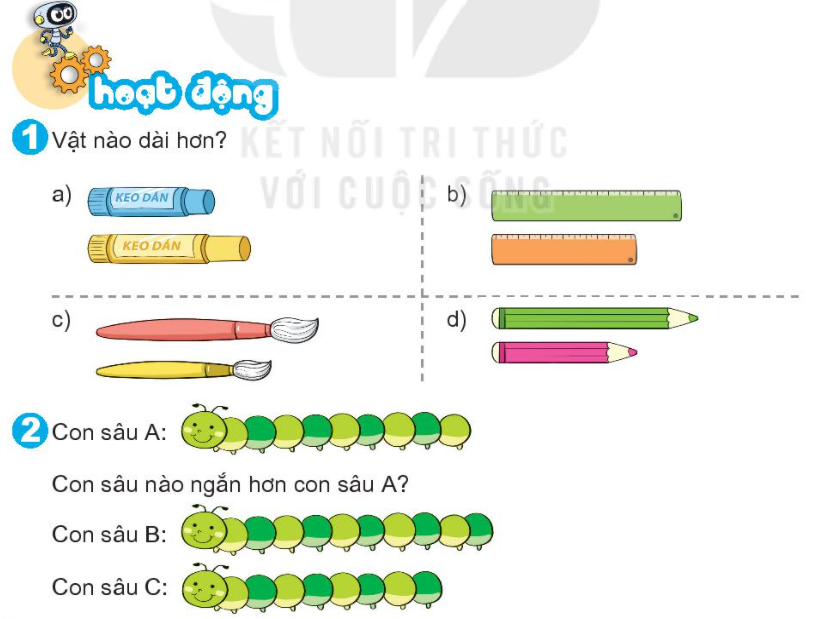 hoạt động
1 Vật nào dài hơn?
KẾT NỐI TRI THỨC
VỚI CUỘC SỐNG
a) KEO DÁN
KEO DÁN
b)
c)
d)
2 Con sâu A:
Con sâu nào ngắn hơn con sâu A?
Con sâu B:
Con sâu C: